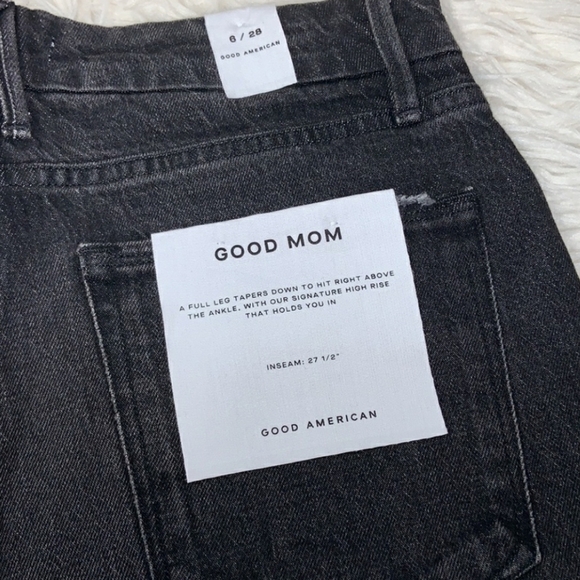 6 / 28
GOOD AMERICAN
GOOD MOM
A FULL LEG TAPERS DOWN TO HIT RIGHT ABOVE
THE ANKLE, WITH OUR SIGNATURE HIGH RISE
THAT HOLDS YOU IN
INSEAM: 27 1/2"
GOOD AMERICAN